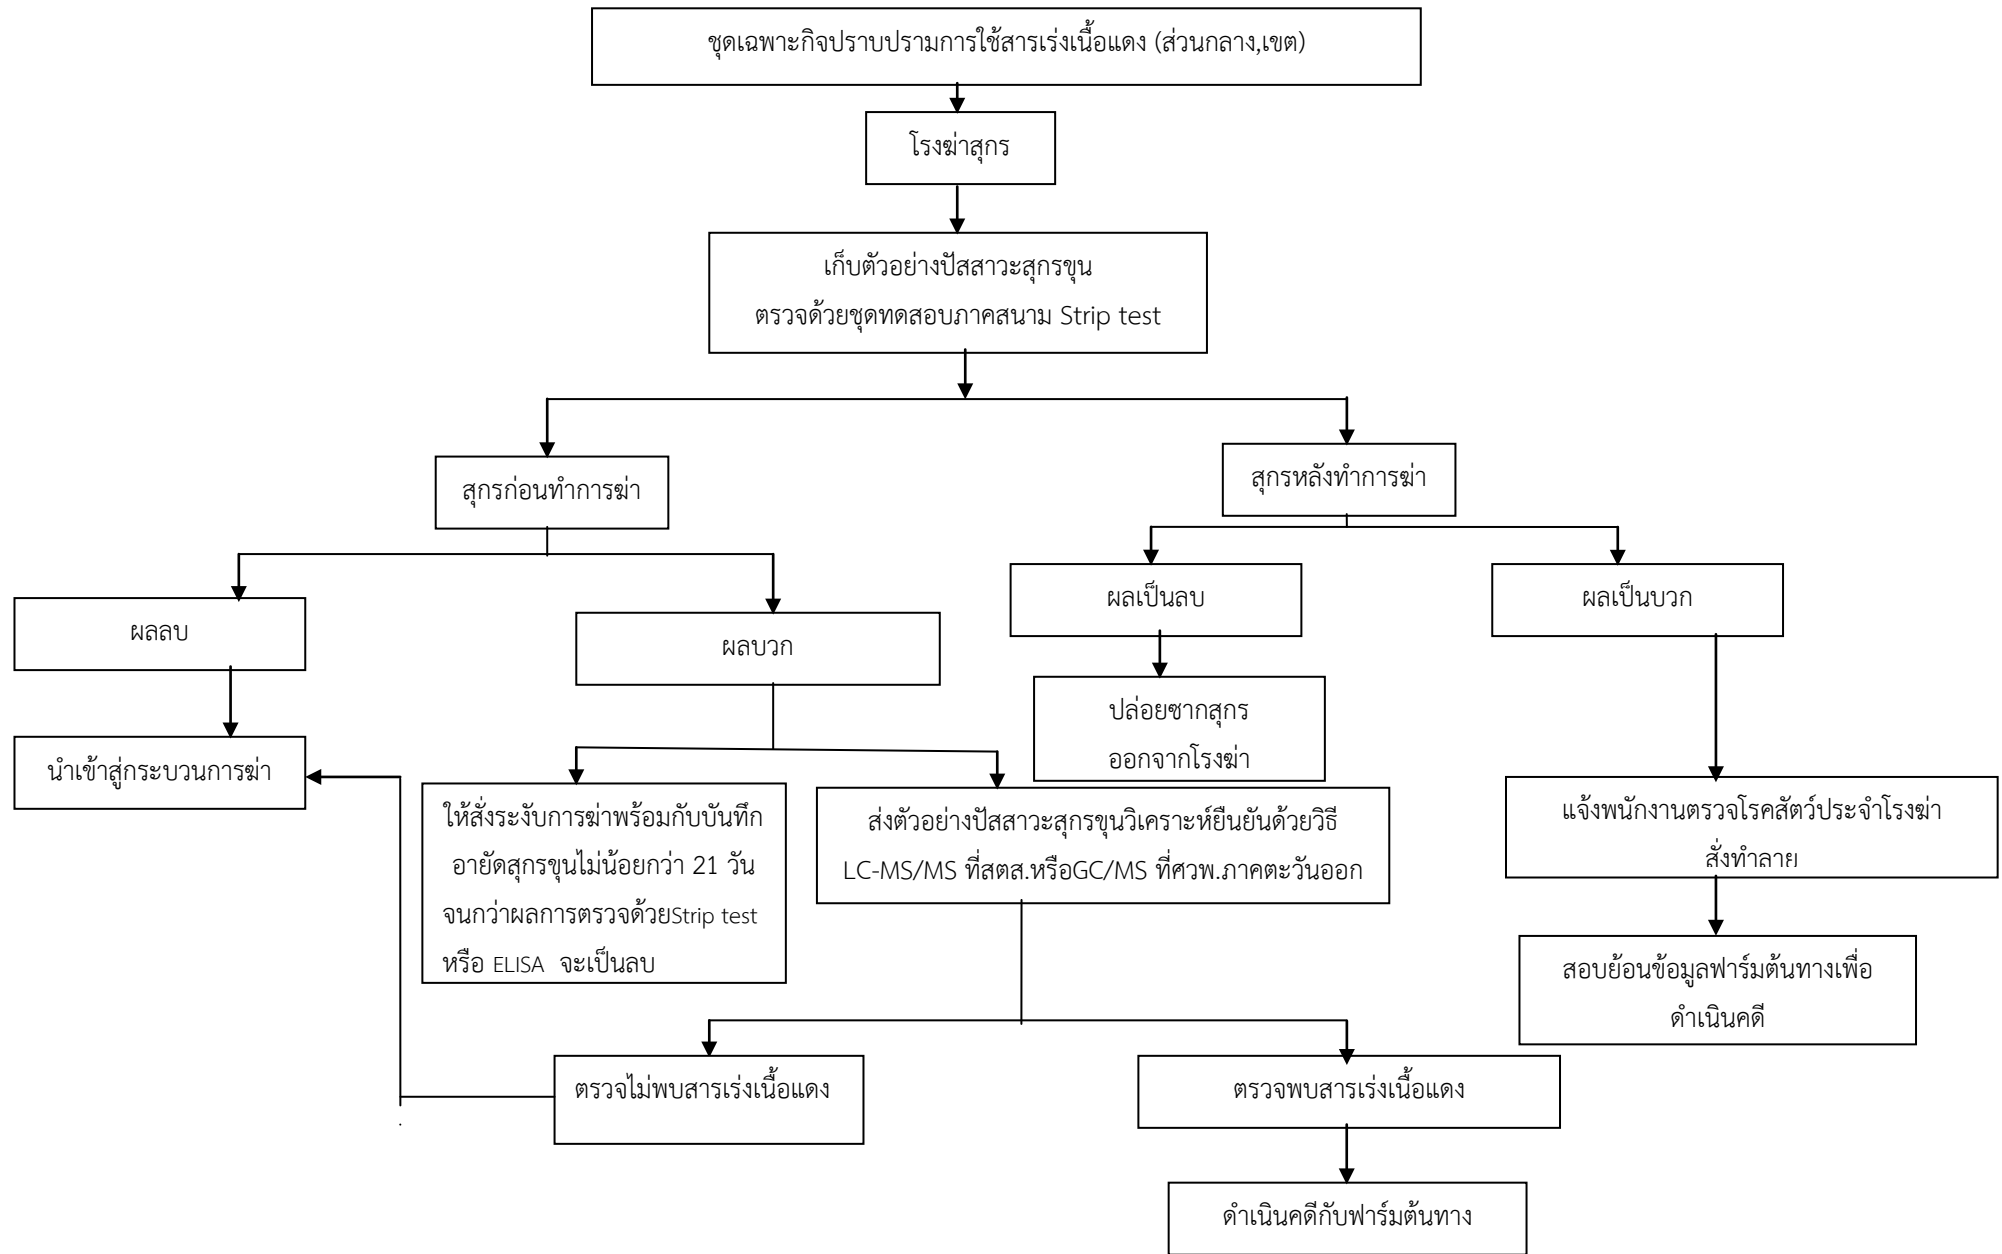 ชุดเฉพาะกิจปราบปรามการใช้สารเร่งเนื้อแดง (ส่วนกลาง,เขต)
โรงฆ่าสุกร
เก็บตัวอย่างปัสสาวะสุกรขุน
ตรวจด้วยชุดทดสอบภาคสนาม Strip test
สุกรก่อนทำการฆ่า
สุกรหลังทำการฆ่า
ผลลบ
ผลบวก
ผลเป็นลบ
ผลเป็นบวก
นำเข้าสู่กระบวนการฆ่า
ให้สั่งระงับการฆ่าพร้อมกับบันทึก
อายัดสุกรขุนไม่น้อยกว่า 21 วัน
จนกว่าผลการตรวจด้วยStrip test
หรือ ELISA จะเป็นลบ
ส่งตัวอย่างปัสสาวะสุกรขุนวิเคราะห์ยืนยันด้วยวิธี
LC-MS/MS ที่สตส.หรือGC/MS ที่ศวพ.ภาคตะวันออก
ปล่อยซากสุกร
ออกจากโรงฆ่า
แจ้งพนักงานตรวจโรคสัตว์ประจำโรงฆ่า
สั่งทำลาย
สอบย้อนข้อมูลฟาร์มต้นทางเพื่อ
ดำเนินคดี
ตรวจไม่พบสารเร่งเนื้อแดง
ตรวจพบสารเร่งเนื้อแดง
ดำเนินคดีกับฟาร์มต้นทาง